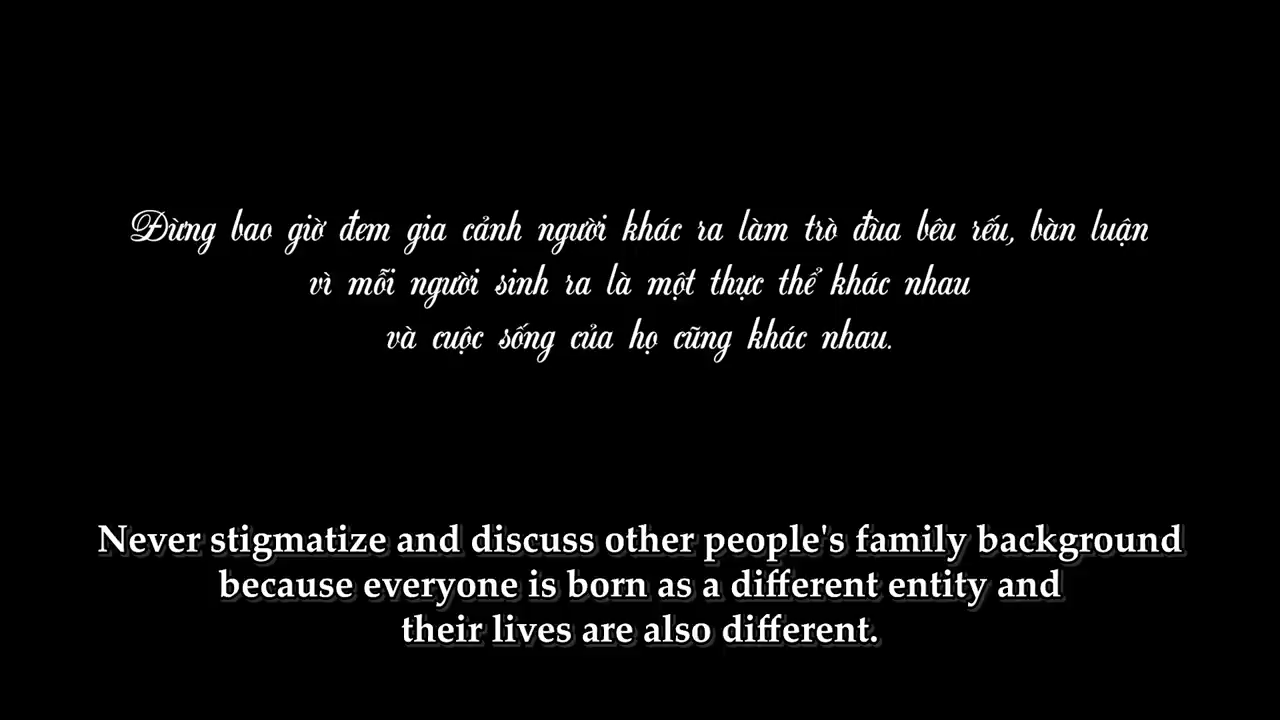 Đừng bao giờ đem gia cảnh người khác ra làm trò đùa bêu rếu, bàn luận
vì mỗi người sinh ra là một thực thể khác nhau
và cuộc sống của họ cũng khác nhau.
Never stigmatize and discuss other people's family background
because everyone is born as a different entity and
their lives are also different.